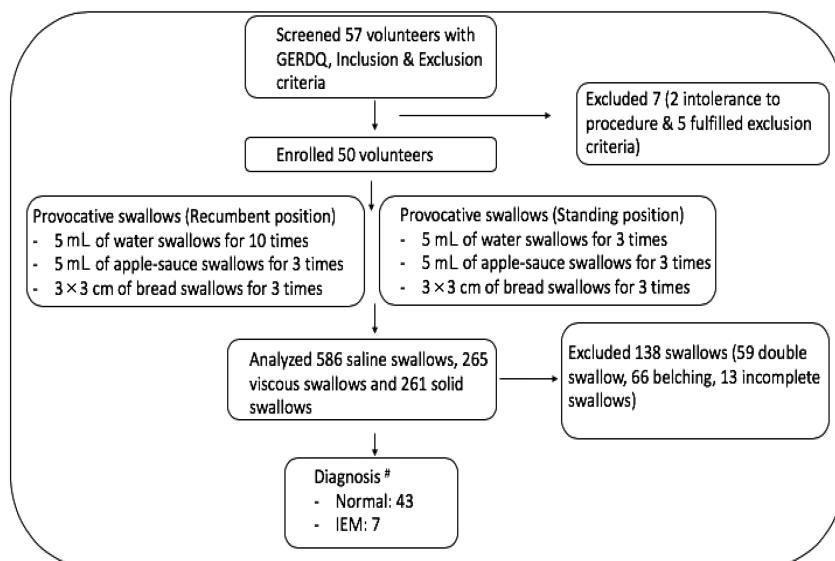 Screened 57 volunteers with
GERDQ, Inclusion & Exclusion
criteria
Excluded 7 (2 intolerance to
procedure & 5 fulfilled exclusion
criteria)
Enrolled 50 volunteers
Provocative swallows (Recumbent position)
- 5 mL of water swallows for 10 times
- 5 mL of apple-sauce swallows for 3 times
- 3×3 cm of bread swallows for 3 times
Provocative swallows (Standing position)
- 5 mL of water swallows for 3 times
- 5 mL of apple-sauce swallows for 3 times
- 3×3 cm of bread swallows for 3 times
Analyzed 586 saline swallows, 265
viscous swallows and 261 solid
swallows
Excluded 138 swallows (59 double
swallow, 66 belching, 13 incomplete
swallows)
Diagnosis #
- Normal: 43
- IEM: 7